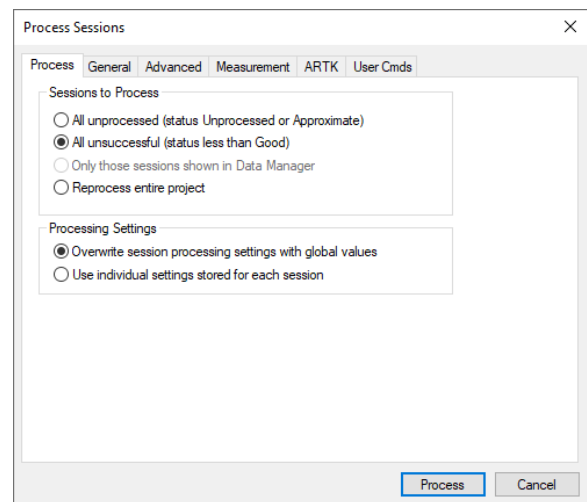 Process Sessions
Process General Advanced Measurement ARTK User Cmds
Sessions to Process
All unprocessed (status Unprocessed or Approximate)
All unsuccessful (status less than Good)
Only those sessions shown in Data Manager
Reprocess entire project
Processing Settings
Overwrite session processing settings with global values
Use individual settings stored for each session
Process Cancel